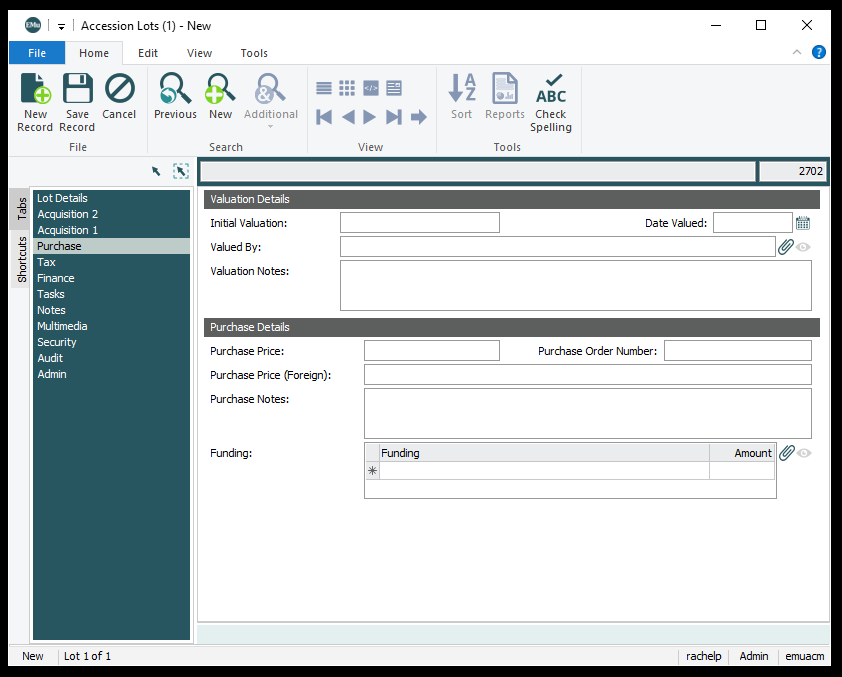 EMu Accession Lots (1) - New
File Home Edit View Tools
New Record
Save Record
Cancel
File
Previous
New
Additional
Search
View
Sort
Reports
ABC
Check Spelling
Tools
2702
Tabs
Shortcuts
Lot Details
Acquisition 2
Acquisition 1
Purchase
Tax
Finance
Tasks
Notes
Multimedia
Security
Audit
Admin
Valuation Details
Initial Valuation: Date Valued:
Valued By:
Valuation Notes:
Purchase Details
Purchase Price: Purchase Order Number:
Purchase Price (Foreign):
Purchase Notes:
Funding: Funding Amount
New Lot 1 of 1 rachelp Admin emuacm